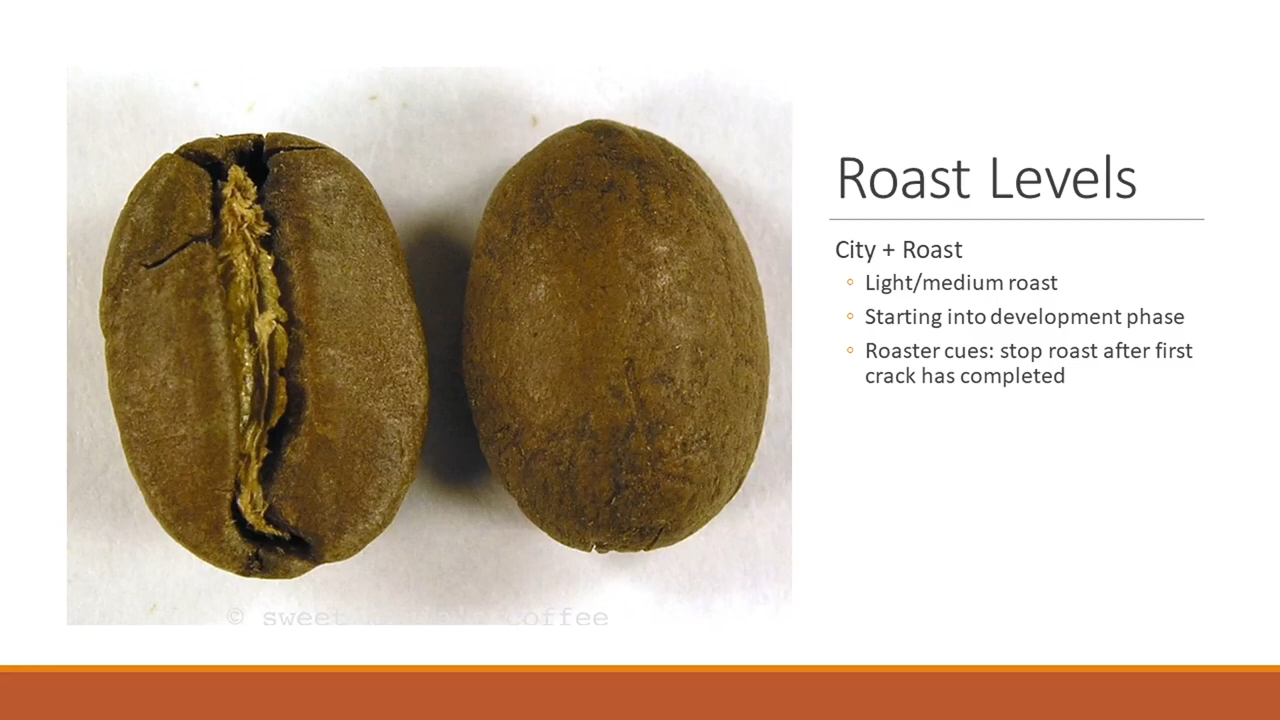 Roast Levels
City + Roast
Light/medium roast
Starting into development phase
Roaster cues: stop roast after first
crack has completed
© sweet coffee